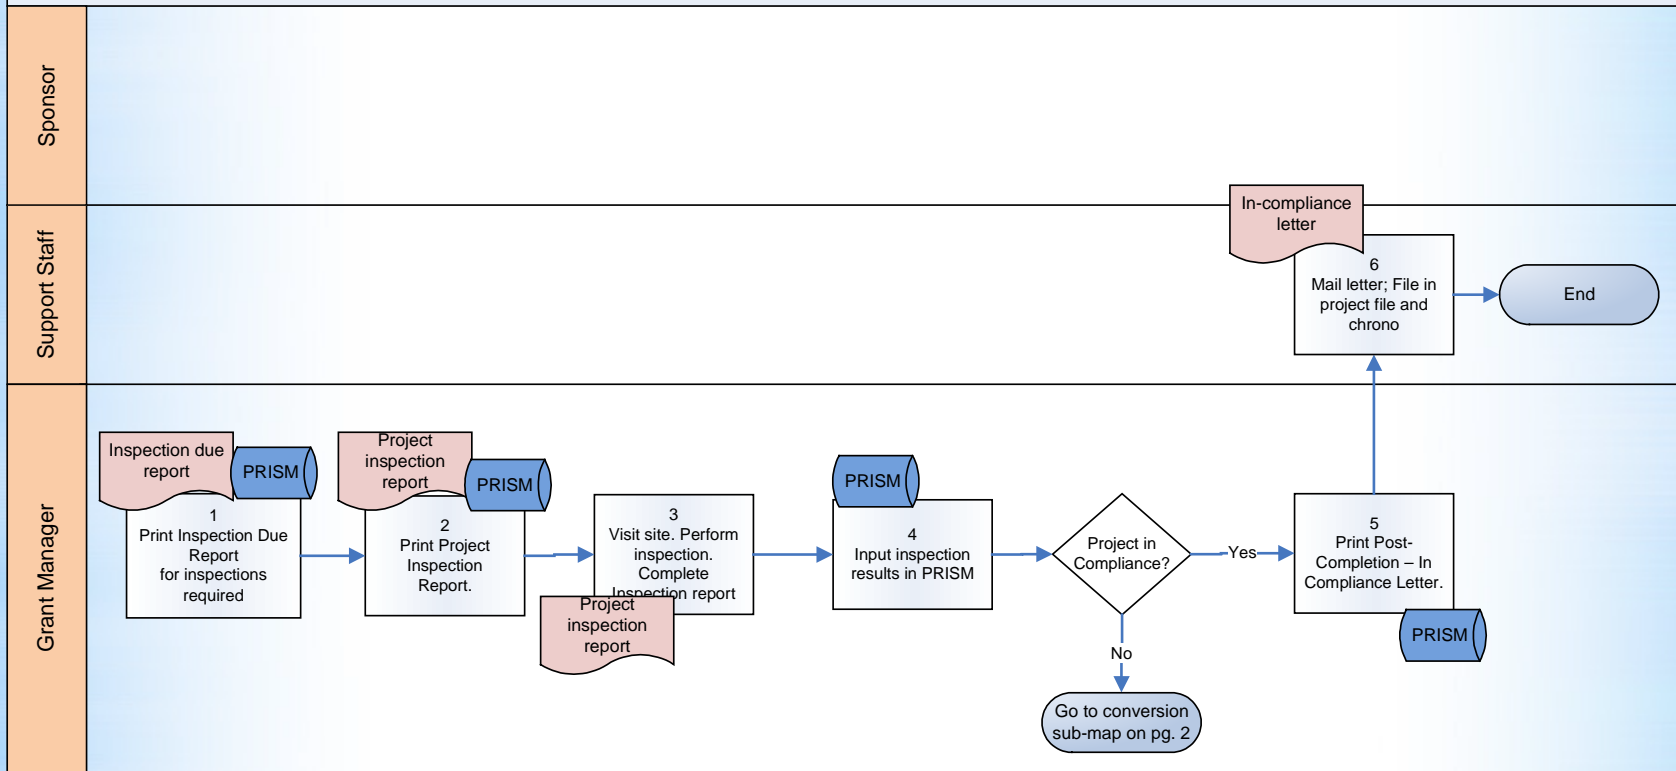 Sponsor
Support Staff
Grant Manager
In-compliance
letter
6
Mail letter; File in
project file and
chrono
End
Inspection due
report
PRISM
1
Print Inspection Due
Report
for inspections
required
Project
inspection
report
PRISM
2
Print Project
Inspection
Report.
3
Visit site. Perform
inspection.
Complete
Inspection report
Project
inspection
report
PRISM
4
Input inspection
results in PRISM
Project in
Compliance?
Yes
No
Go to conversion
sub-map on pg. 2
5
Print Post-
Completion – In
Compliance Letter.
PRISM